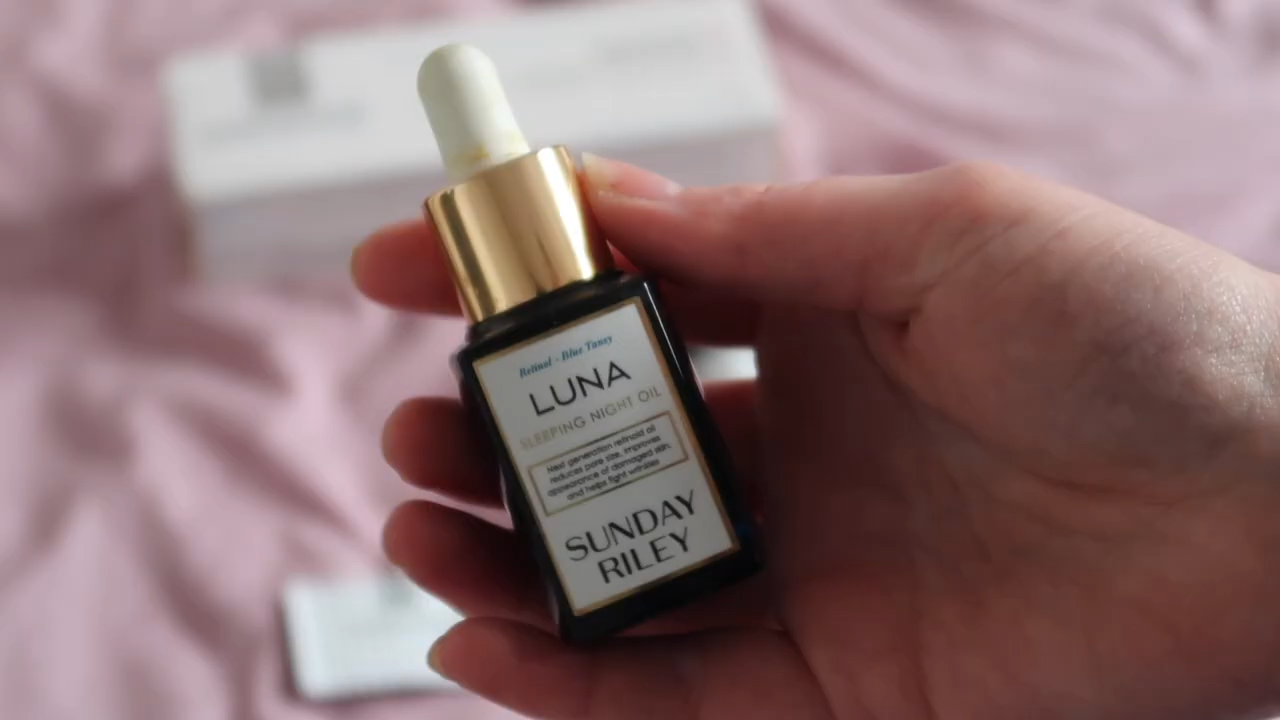 Retinol - Blue Tansy
LUNA
SLEEPING NIGHT OIL
Next generation retinoid oil
reduces pore size, improves
appearance of damaged skin,
and helps fight wrinkles
SUNDAY
RILEY